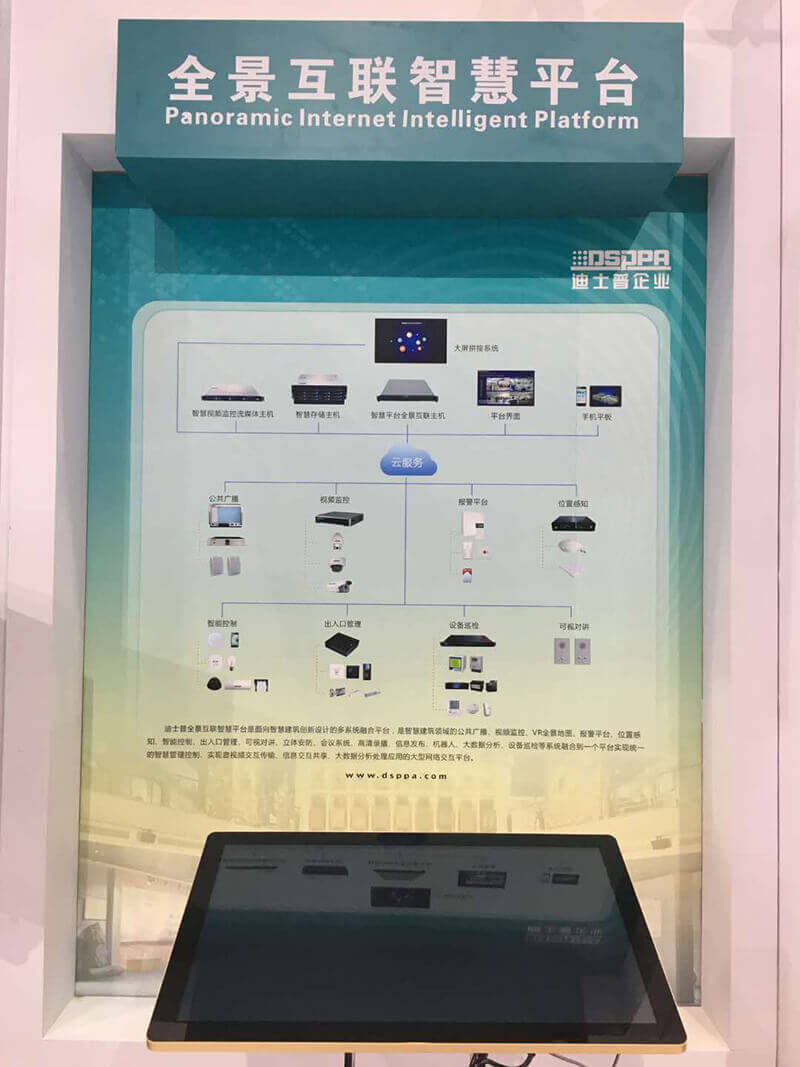 全景互联智慧平台
Panoramic Internet Intelligent Platform
DSPPA
迪士普企业
大屏拼接系统
智慧视频监控流媒体主机
智慧存储主机
智慧平台全景互联主机
平台界面
手机平板
云服务
公共广播
视频监控
报警平台
位置感知
智能控制
出入口管理
设备巡检
可视对讲
迪士普全景互联智慧平台是面向智慧建筑创新设计的多系统融合平台，是智慧建筑领域的公共广播、视频监控、VR全景地图、报警平台、位置感
知、智能控制、出入口管理、可视对讲、立体安防、会议系统、高清录播、信息发布、机器人、大数据分析、设备巡检等系统融合到一个平台实现统一
的智慧管理控制、实现音视频交互传输、信息交互共享、大数据分析处理应用的大型网络交互平台。
www.dsppa.com